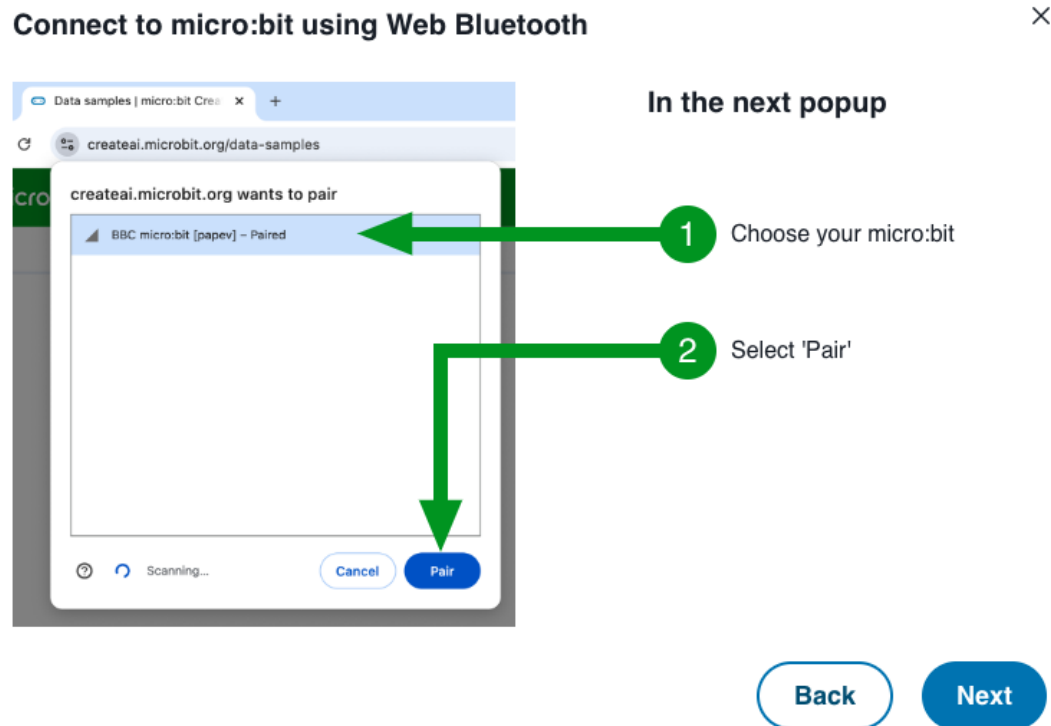 Connect to micro:bit using Web Bluetooth
Data samples | micro:bit Crea
createai.microbit.org/data-samples
cro
createai.microbit.org wants to pair
BBC micro:bit [papev] – Paired
Scanning...
Cancel
Pair
In the next popup
1 Choose your micro:bit
2 Select 'Pair'
Back
Next